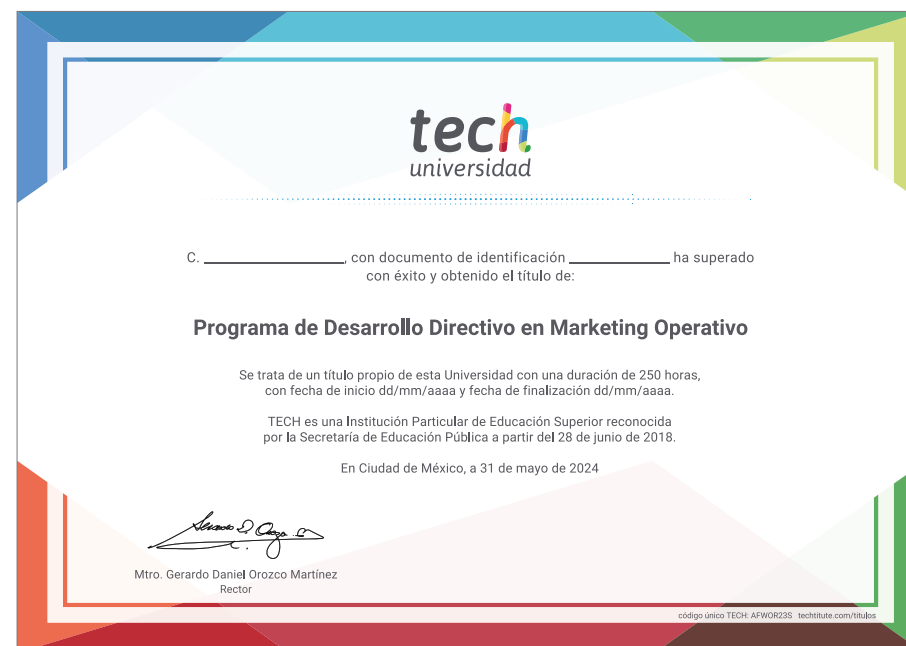 tech
universidad
C. ____________, con documento de identificación ____________ ha superado
con éxito y obtenido el título de:
Programa de Desarrollo Directivo en Marketing Operativo
Se trata de un título propio de esta Universidad con una duración de 250 horas,
con fecha de inicio dd/mm/aaaa y fecha de finalización dd/mm/aaaa.
TECH es una Institución Particular de Educación Superior reconocida
por la Secretaría de Educación Pública a partir del 28 de junio de 2018.
En Ciudad de México, a 31 de mayo de 2024
Mtro. Gerardo Daniel Orozco Martínez
Rector
código único TECH: AFWOR23S techtitute.com/titulos